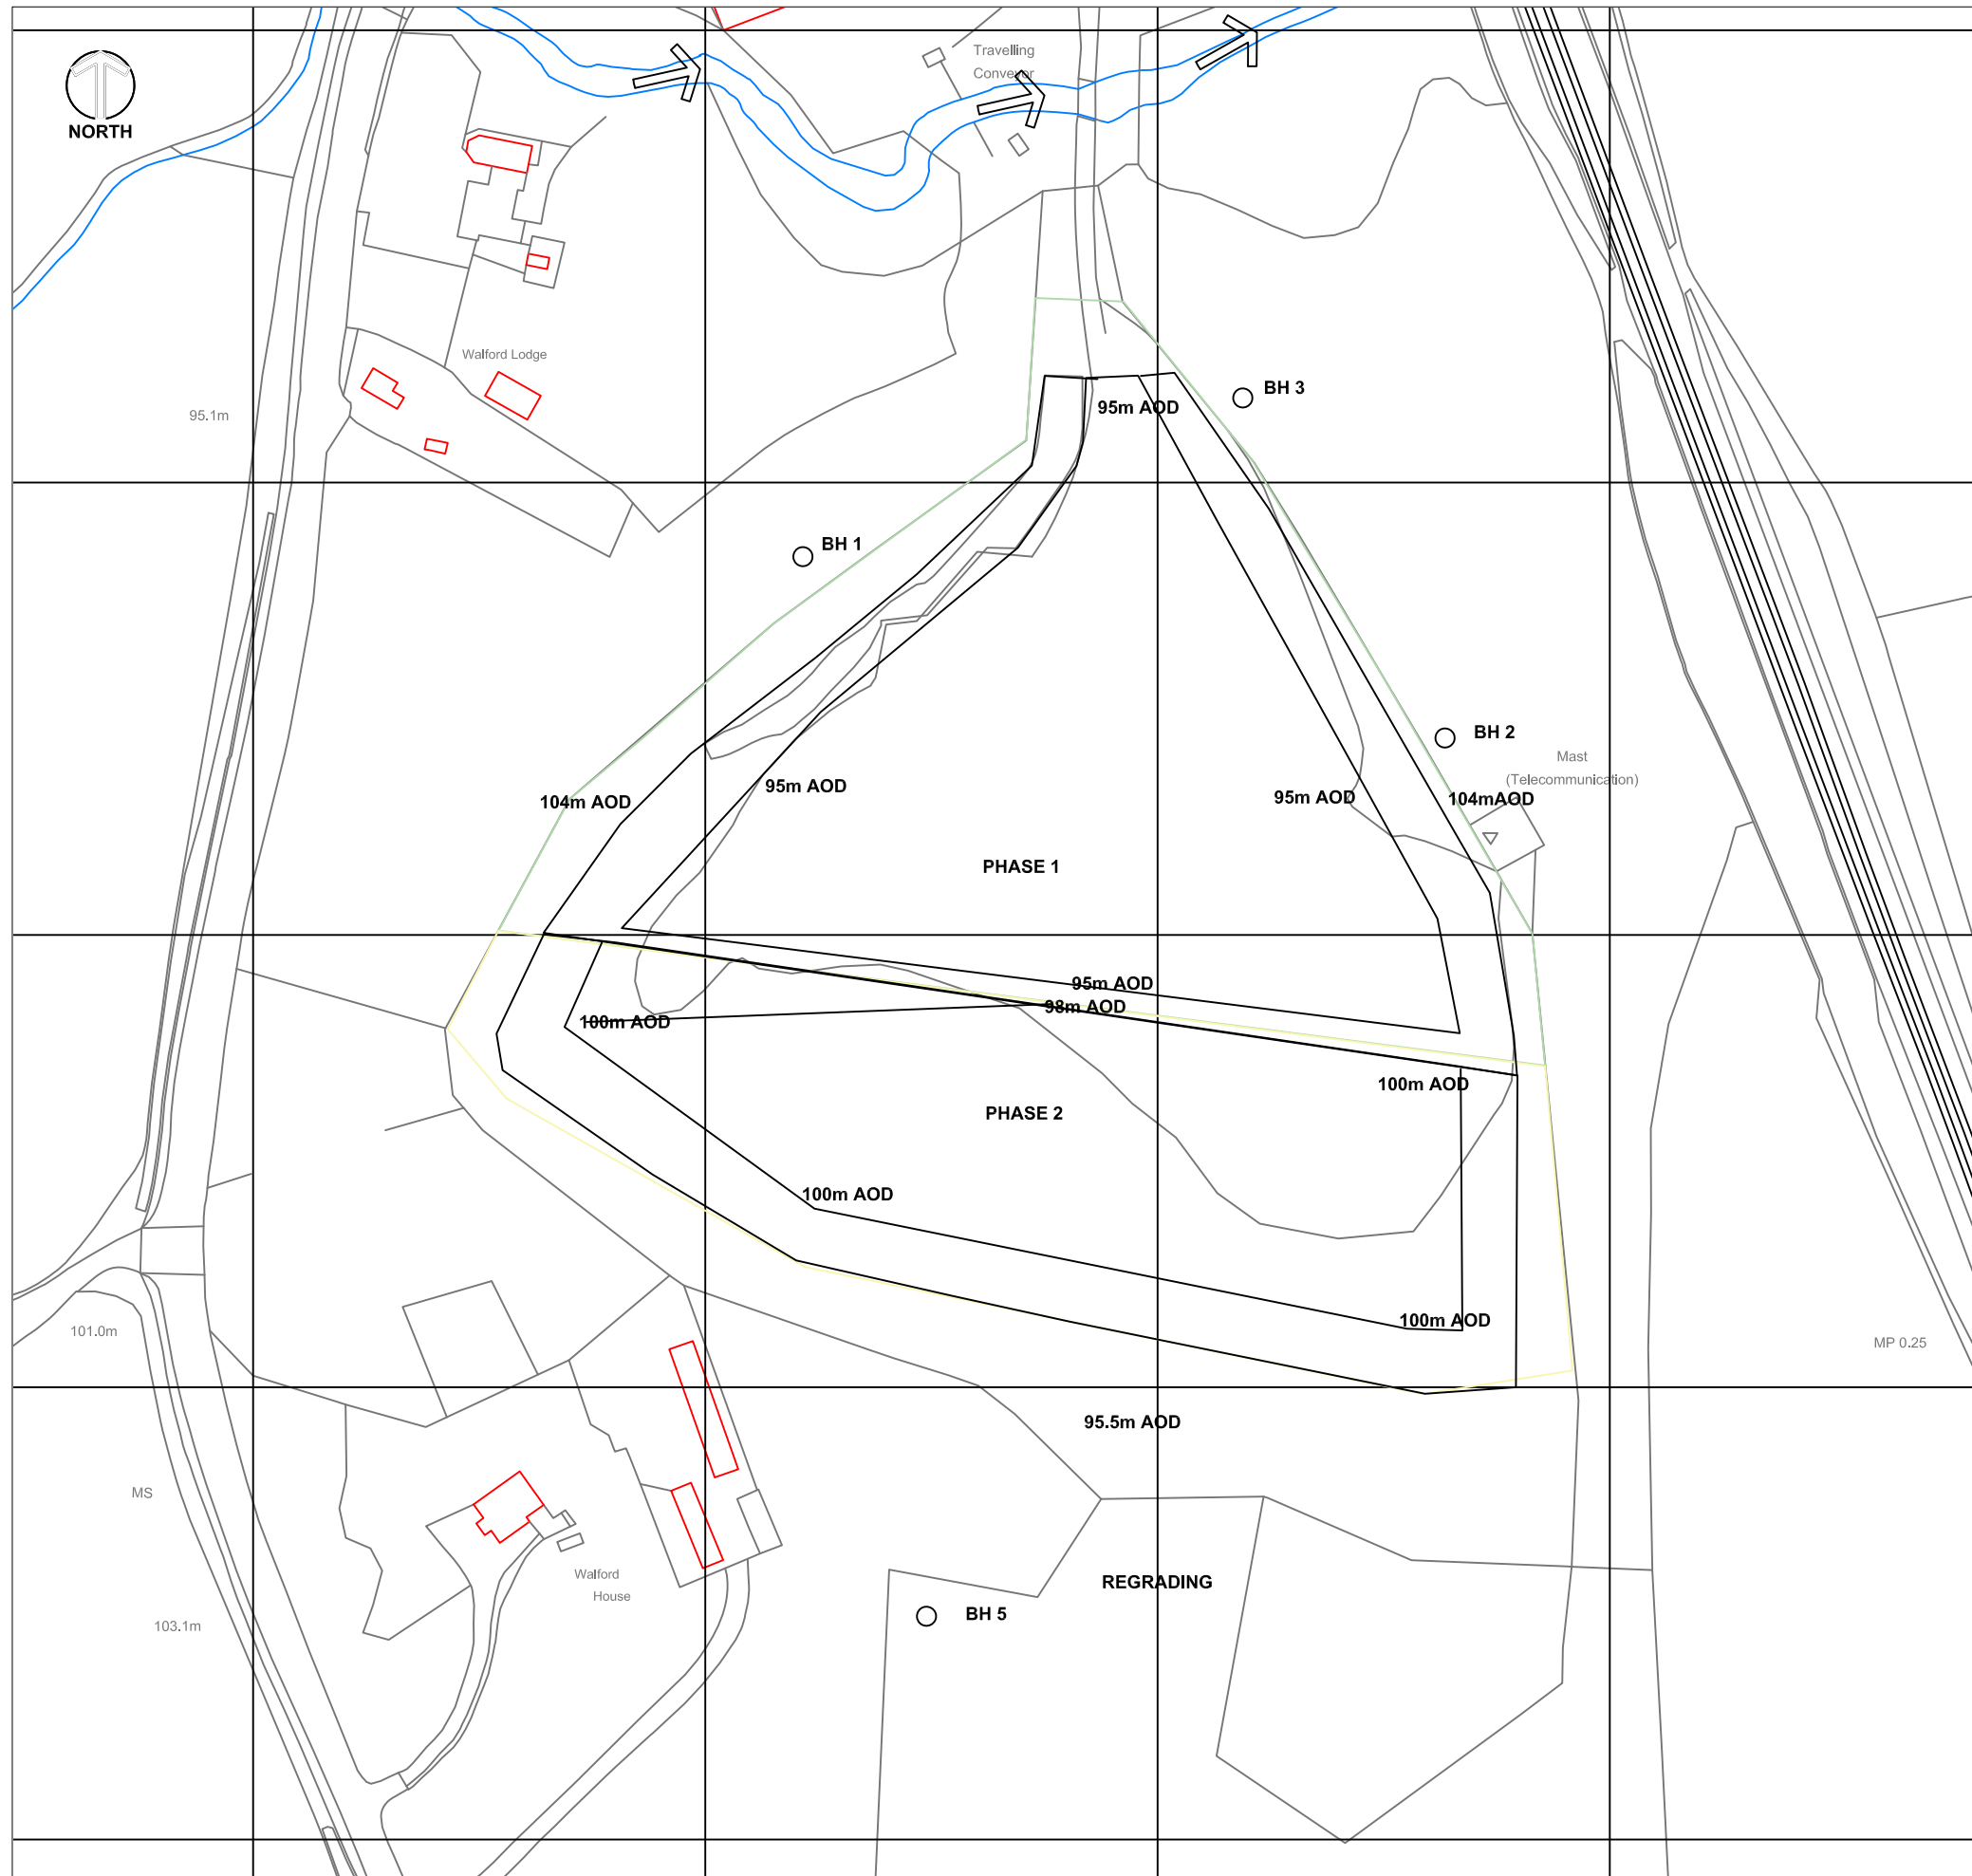 Travelling
Conveyor
NORTH
Walford Lodge
BH 3
95m AOD
95.1m
BH 1
BH 2
Mast
(Telecommunication)
95m AOD
95m AOD
104mAOD
104m AOD
PHASE 1
95m AOD
98m AOD
100m AOD
100m AOD
PHASE 2
100m AOD
100m AOD
101.0m
MP 0.25
95.5m AOD
MS
Walford
House
REGRADING
BH 5
103.1m